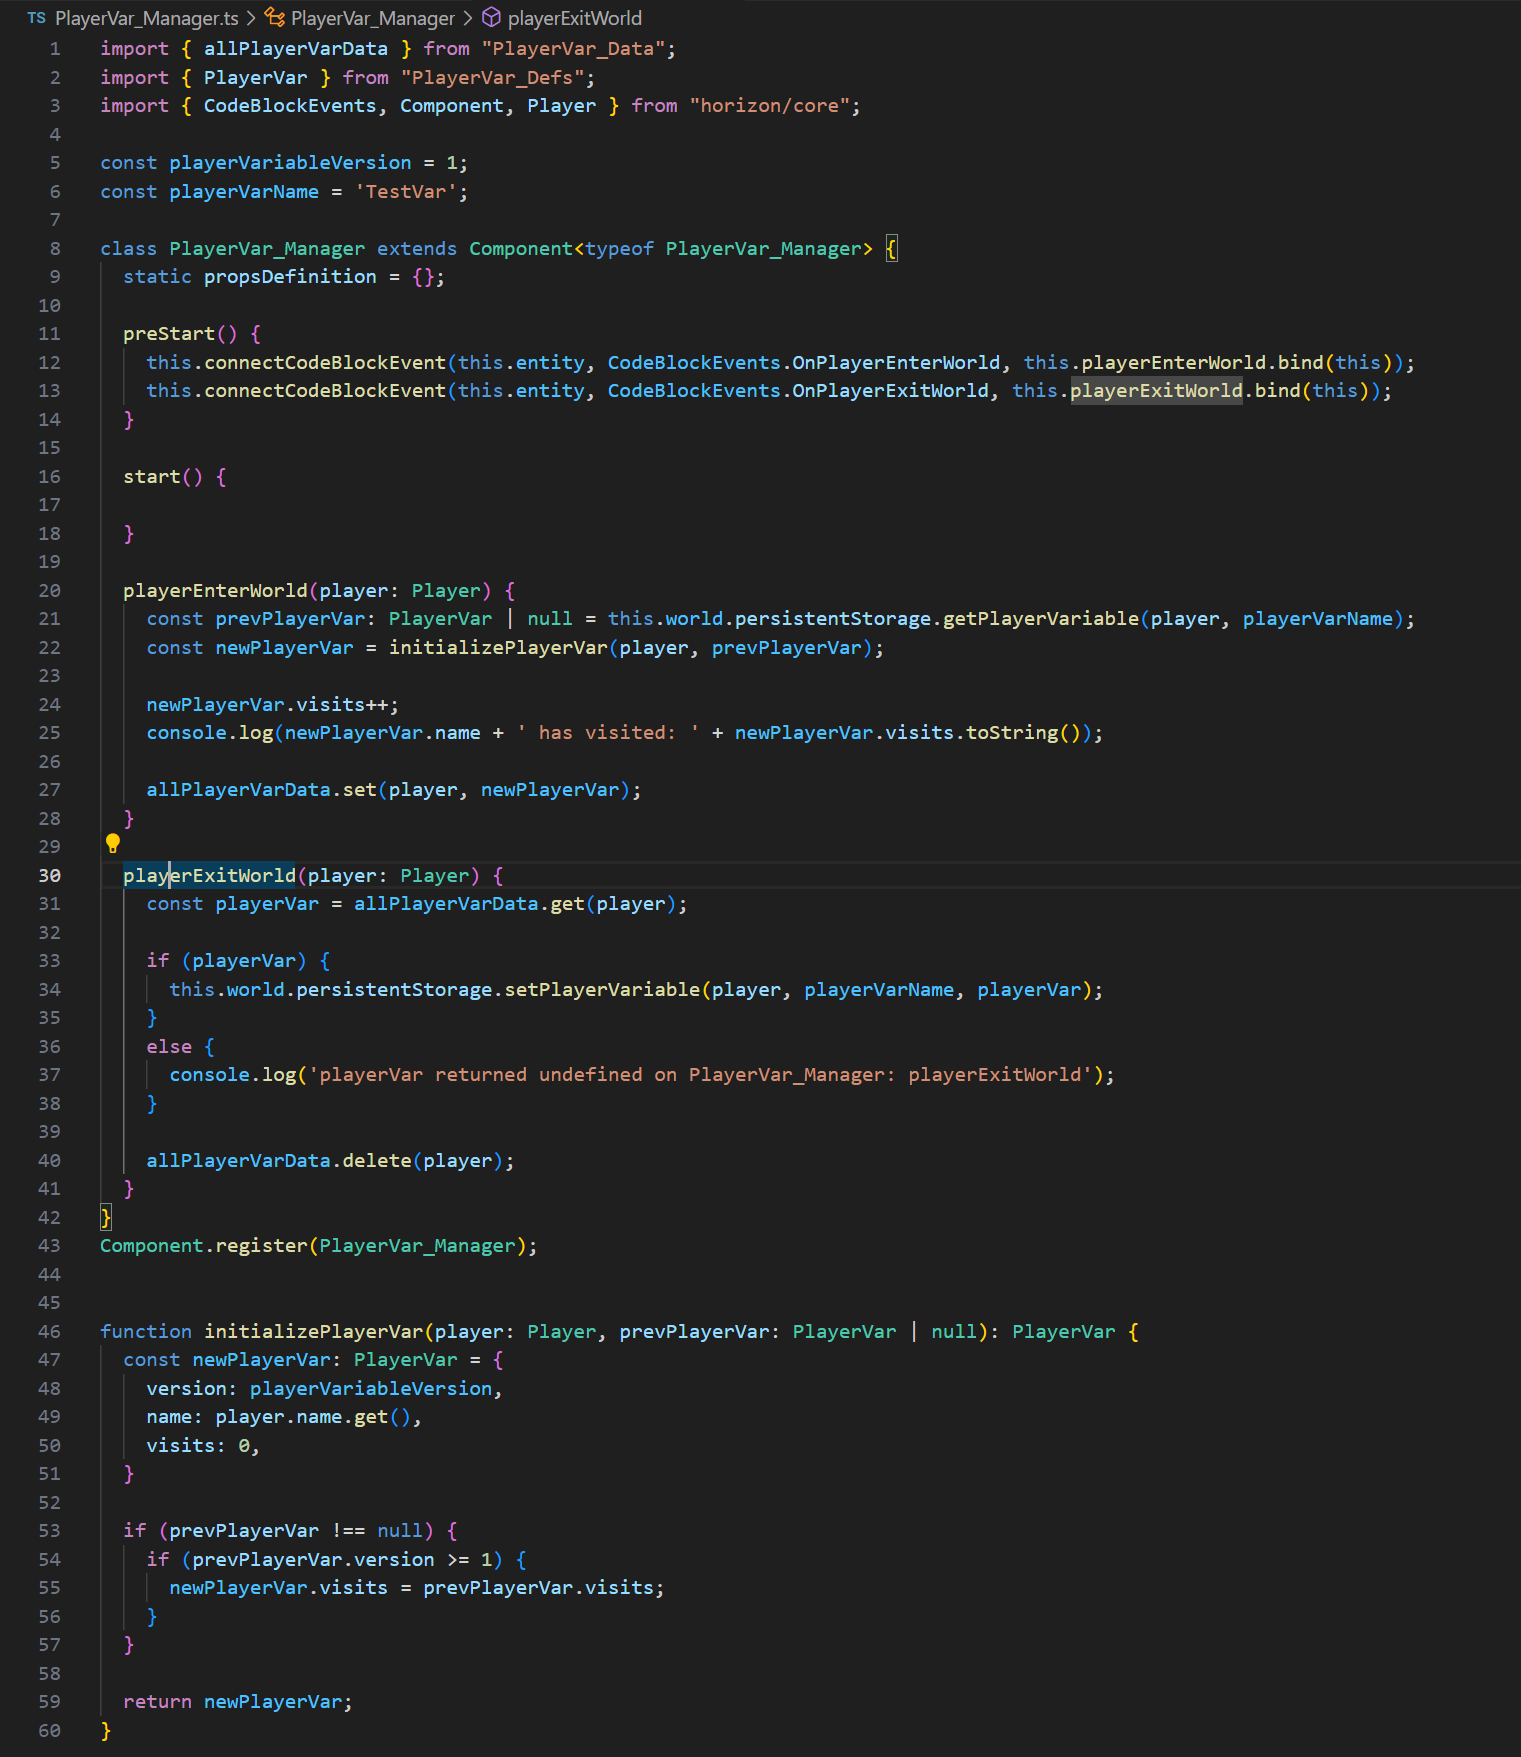 TS PlayerVar_Manager.ts > PlayerVar_Manager > playerExitWorld
1 import { allPlayerVarData } from "PlayerVar_Data";
2 import { PlayerVar } from "PlayerVar_Defs";
3 import { CodeBlockEvents, Component, Player } from "horizon/core";
4
5 const playerVariableVersion = 1;
6 const playerVarName = 'TestVar';
7
8 class PlayerVar_Manager extends Component<typeof PlayerVar_Manager> {
9   static propsDefinition = {};
10
11   preStart() {
12     this.connectCodeBlockEvent(this.entity, CodeBlockEvents.OnPlayerEnterWorld, this.playerEnterWorld.bind(this));
13     this.connectCodeBlockEvent(this.entity, CodeBlockEvents.OnPlayerExitWorld, this.playerExitWorld.bind(this));
14   }
15
16   start() {
17
18   }
19
20   playerEnterWorld(player: Player) {
21     const prevPlayerVar: PlayerVar | null = this.world.persistentStorage.getPlayerVariable(player, playerVarName);
22     const newPlayerVar = initializePlayerVar(player, prevPlayerVar);
23
24     newPlayerVar.visits++;
25     console.log(newPlayerVar.name + ' has visited: ' + newPlayerVar.visits.toString());
26
27     allPlayerVarData.set(player, newPlayerVar);
28   }
29
30   playerExitWorld(player: Player) {
31     const playerVar = allPlayerVarData.get(player);
32
33     if (playerVar) {
34       this.world.persistentStorage.setPlayerVariable(player, playerVarName, playerVar);
35     }
36     else {
37       console.log('playerVar returned undefined on PlayerVar_Manager: playerExitWorld');
38     }
39
40     allPlayerVarData.delete(player);
41   }
42 }
43 Component.register(PlayerVar_Manager);
44
45
46 function initializePlayerVar(player: Player, prevPlayerVar: PlayerVar | null): PlayerVar {
47   const newPlayerVar: PlayerVar = {
48     version: playerVariableVersion,
49     name: player.name.get(),
50     visits: 0,
51   }
52
53   if (prevPlayerVar !== null) {
54     if (prevPlayerVar.version >= 1) {
55       newPlayerVar.visits = prevPlayerVar.visits;
56     }
57   }
58
59   return newPlayerVar;
60 }